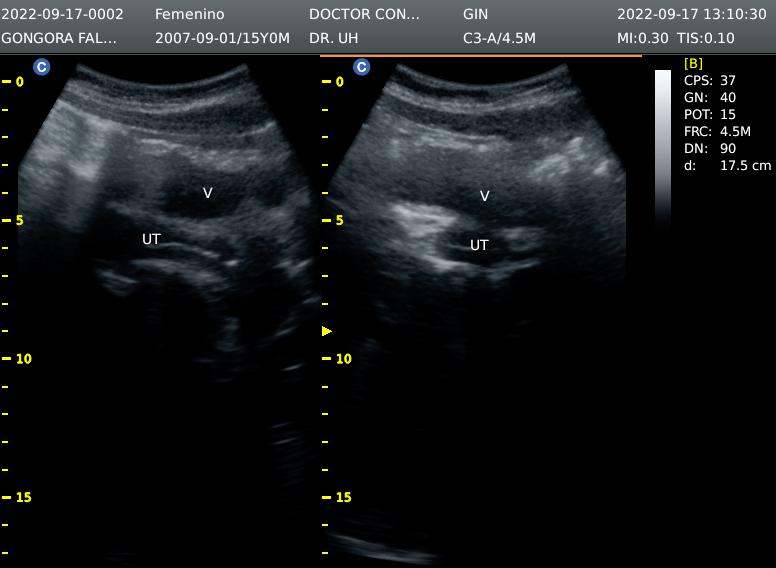 2022-09-17-0002 Femenino DOCTOR CON... GIN 2022-09-17 13:10:30
GONGORA FAL... 2007-09-01/15Y0M DR. UH C3-A/4.5M MI:0.30 TIS:0.10
C C [B]
0 0 CPS: 37
GN: 40
POT: 15
FRC: 4.5M
DN: 90
d: 17.5 cm
V V
5 5
UT UT
10 10
15 15